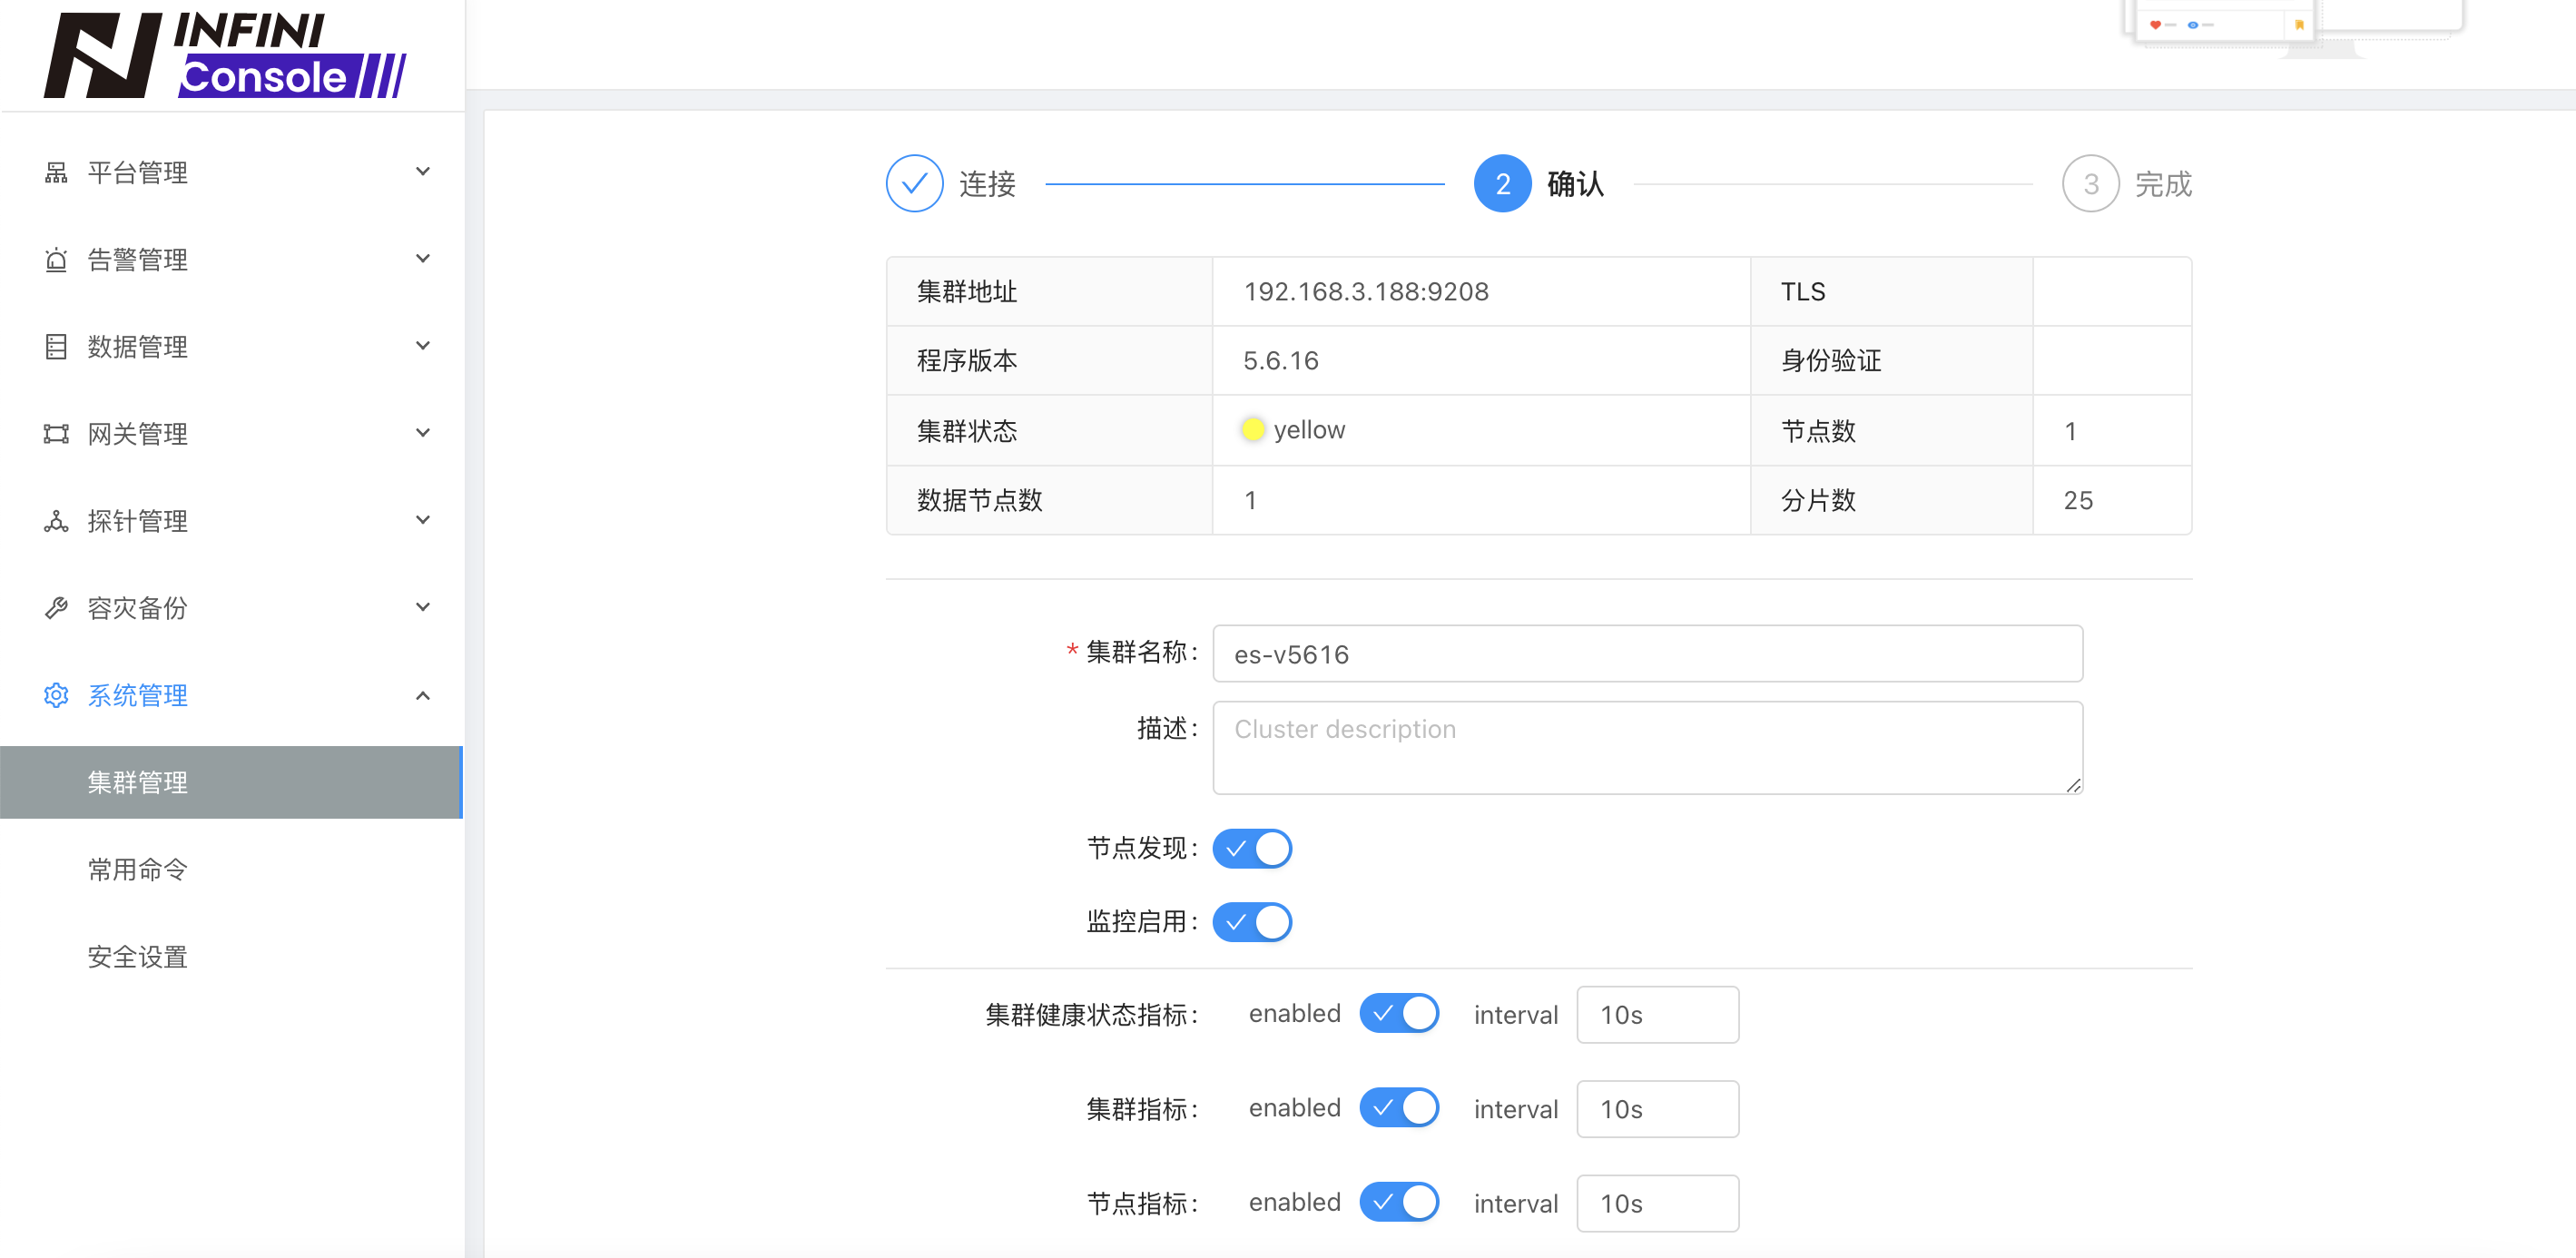 INFINI
Console
平台管理
告警管理
数据管理
网关管理
探针管理
容灾备份
系统管理
集群管理
常用命令
安全设置
连接
2 确认
3 完成
集群地址 192.168.3.188:9208 TLS
程序版本 5.6.16 身份验证
集群状态 yellow 节点数 1
数据节点数 1 分片数 25
* 集群名称: es-v5616
描述: Cluster description
节点发现:
监控启用:
集群健康状态指标: enabled interval 10s
集群指标: enabled interval 10s
节点指标: enabled interval 10s